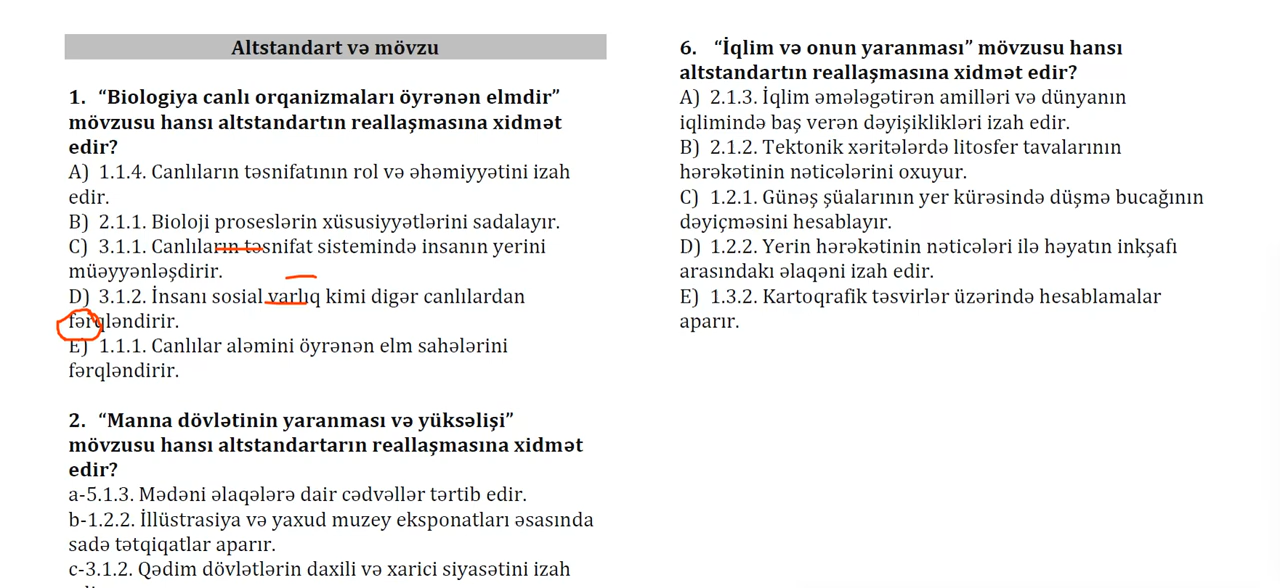 Altstandart və mövzu
1. “Biologiya canlı orqanizmaları öyrənən elmdir”
mövzusu hansı altstandartın reallaşmasına xidmət
edir?
A) 1.1.4. Canlıların təsnifatının rol və əhəmiyyətini izah
edir.
B) 2.1.1. Bioloji proseslərin xüsusiyyətlərini sadalayır.
C) 3.1.1. Canlıların təsnifat sistemində insanın yerini
müəyyənləşdirir.
D) 3.1.2. İnsanı sosial varlıq kimi digər canlılardan
fərqləndirir.
E) 1.1.1. Canlılar aləmini öyrənən elm sahələrini
fərqləndirir.
2. “Manna dövlətinin yaranması və yüksəlişi”
mövzusu hansı altstandartarın reallaşmasına xidmət
edir?
a-5.1.3. Mədəni əlaqələrə dair cədvəllər tərtib edir.
b-1.2.2. İllüstrasiya və yaxud muzey eksponatları əsasında
sadə tətqiqatlar aparır.
c-3.1.2. Qədim dövlətlərin daxili və xarici siyasətini izah
6. “İqlim və onun yaranması” mövzusu hansı
altstandartın reallaşmasına xidmət edir?
A) 2.1.3. İqlim əmələgətirən amilləri və dünyanın
iqlimində baş verən dəyişiklikləri izah edir.
B) 2.1.2. Tektonik xəritələrdə litosfer tavalarının
hərəkətinin nəticələrini oxuyur.
C) 1.2.1. Günəş şüalarının yer kürəsində düşmə bucağının
dəyiçməsini hesablayır.
D) 1.2.2. Yerin hərəkətinin nəticələri ilə həyatın inkşafı
arasındakı əlaqəni izah edir.
E) 1.3.2. Kartoqrafik təsvirlər üzərində hesablamalar
aparır.